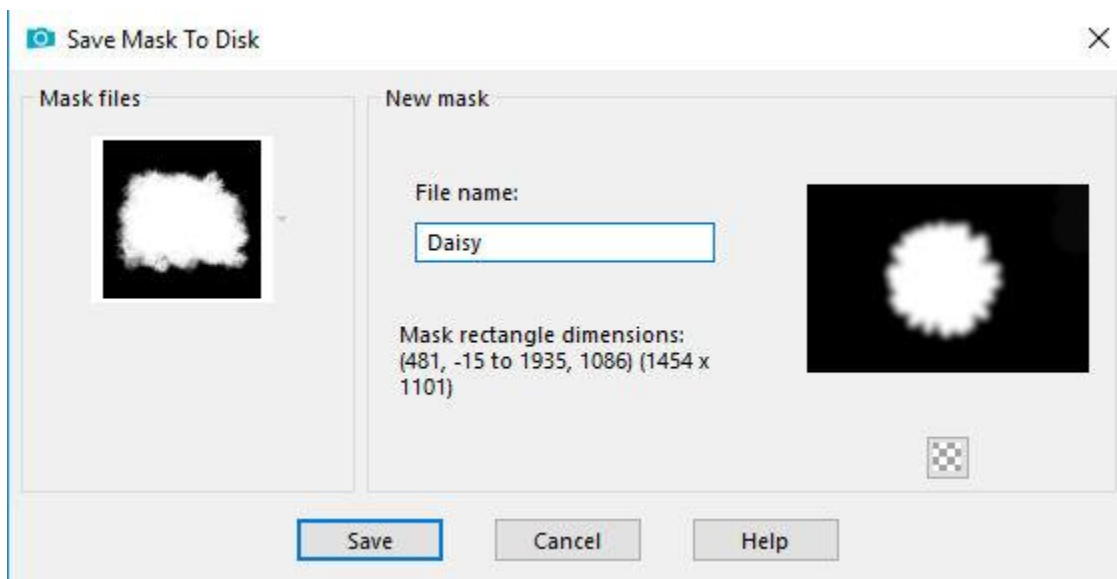 Save Mask To Disk
Mask files
New mask
File name:
Daisy
Mask rectangle dimensions:
(481, -15 to 1935, 1086) (1454 x
1101)
Save
Cancel
Help